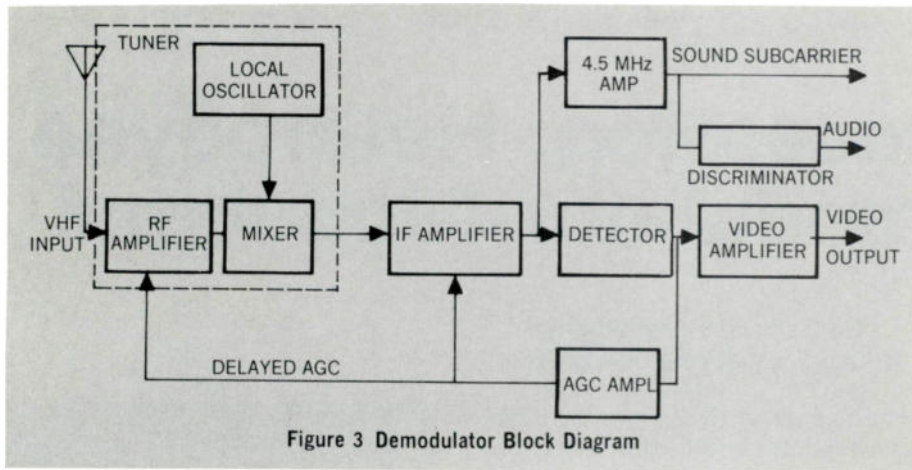 TUNER
LOCAL
OSCILLATOR
4.5 MHz
AMP
SOUND SUBCARRIER
AUDIO
DISCRIMINATOR
VHF
INPUT
RF
AMPLIFIER
MIXER
IF AMPLIFIER
DETECTOR
VIDEO
AMPLIFIER
VIDEO
OUTPUT
DELAYED AGC
AGC AMPL
Figure 3 Demodulator Block Diagram